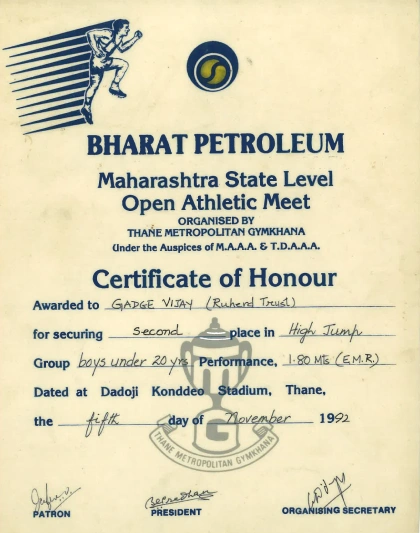 BHARAT PETROLEUM
Maharashtra State Level
Open Athletic Meet
ORGANISED BY
THANE METROPOLITAN GYMKHANA
Under the Auspices of M.A.A.A. & T.D.A.A.A.
Certificate of Honour
Awarded to GADGE VIJAY (Ruherd Trust)
for securing second place in High Jump
Group boys under 20 yrs Performance, 1.80 Mts (E.M.R.)
Dated at Dadoji Konddeo Stadium, Thane,
the fifth day of November 1992
THANE METROPOLITAN GYMKHANA
PATRON PRESIDENT ORGANISING SECRETARY